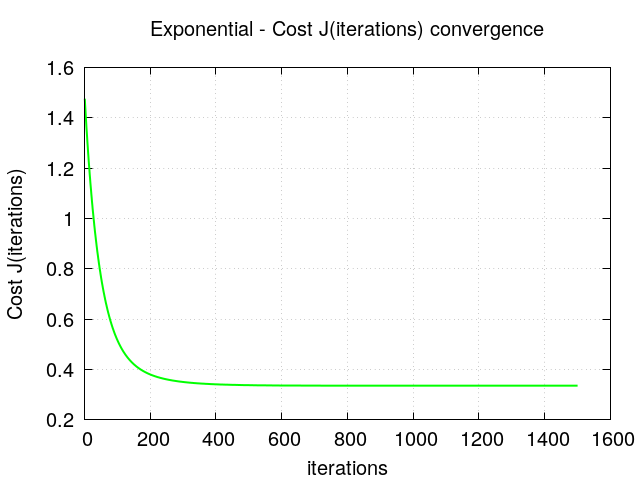 Exponential - Cost J(iterations) convergence
1.6
1.4
1.2
1
0.8
0.6
0.4
0.2
Cost J(iterations)
0 200 400 600 800 1000 1200 1400 1600
iterations